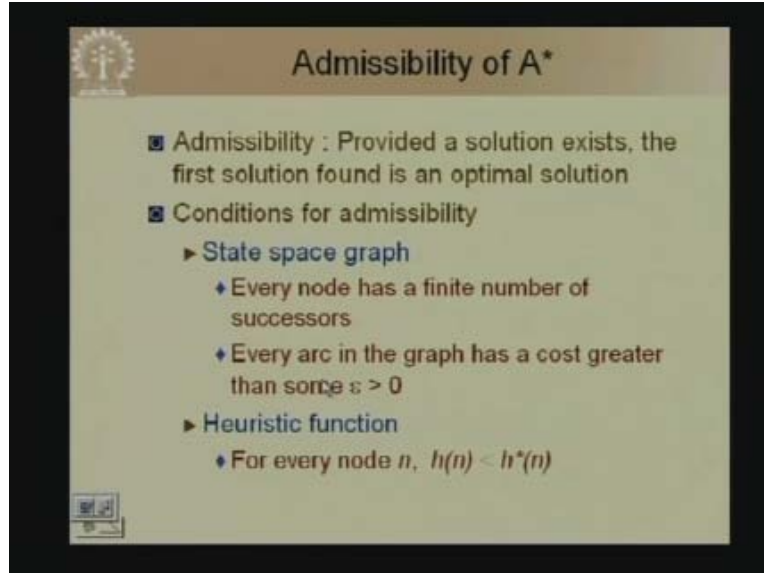 Admissibility of A*
Admissibility : Provided a solution exists, the
first solution found is an optimal solution
Conditions for admissibility
State space graph
Every node has a finite number of
successors
Every arc in the graph has a cost greater
than some ε > 0
Heuristic function
For every node n, h(n) < h*(n)